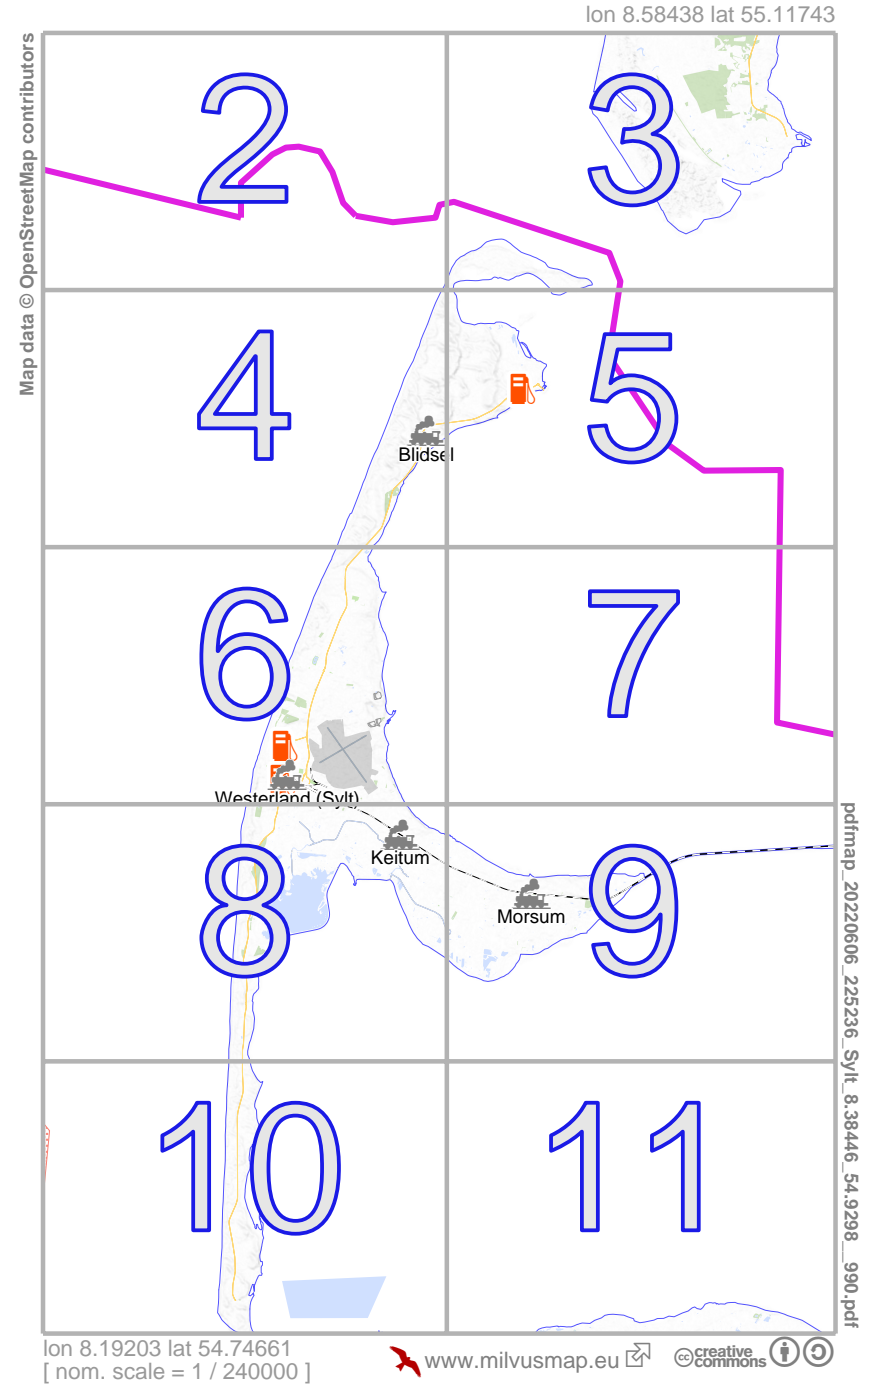 lon 8.58438 lat 55.11743
Map data © OpenStreetMap contributors
2
3
4
5
Blidsel
6
7
Westerland (Sylt)
8
9
Keitum
Morsum
10
11
pdfmap_20220606_225236_Sylt_8.38446_54.9298__990.pdf
lon 8.19203 lat 54.74661
[ nom. scale = 1 / 240000 ]
www.milvusmap.eu
cc creative commons